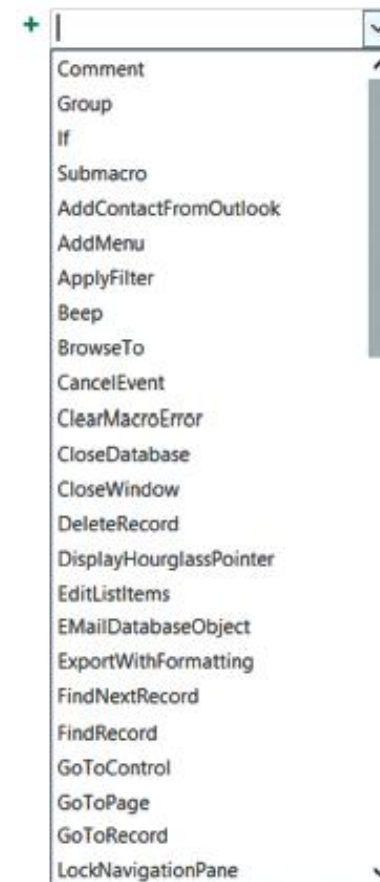 +
Comment
Group
If
Submacro
AddContactFromOutlook
AddMenu
ApplyFilter
Beep
BrowseTo
CancelEvent
ClearMacroError
CloseDatabase
CloseWindow
DeleteRecord
DisplayHourglassPointer
EditListItems
EMailDatabaseObject
ExportWithFormatting
FindNextRecord
FindRecord
GoToControl
GoToPage
GoToRecord
LockNavigationPane